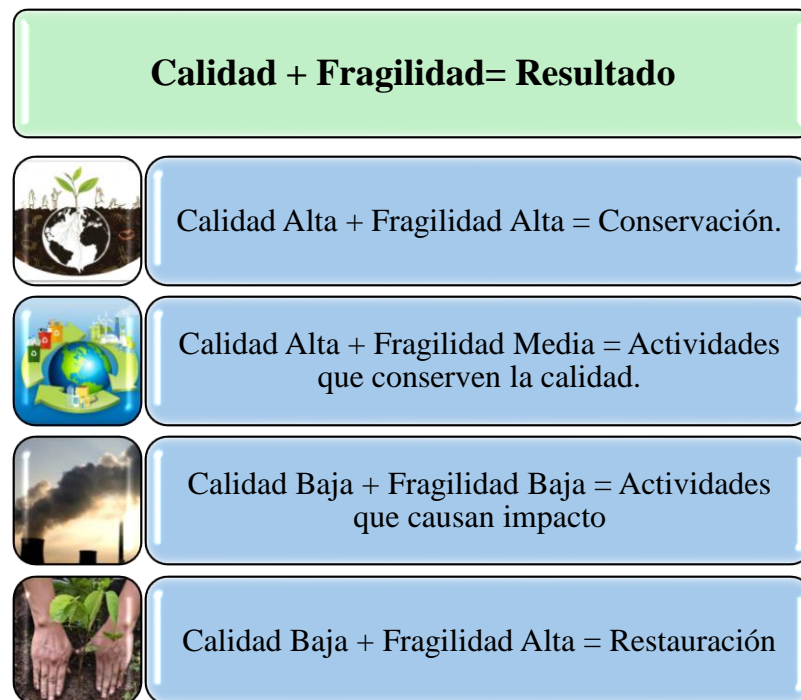 Calidad + Fragilidad= Resultado
Calidad Alta + Fragilidad Alta = Conservación.
Calidad Alta + Fragilidad Media = Actividades
que conserven la calidad.
Calidad Baja + Fragilidad Baja = Actividades
que causan impacto
Calidad Baja + Fragilidad Alta = Restauración